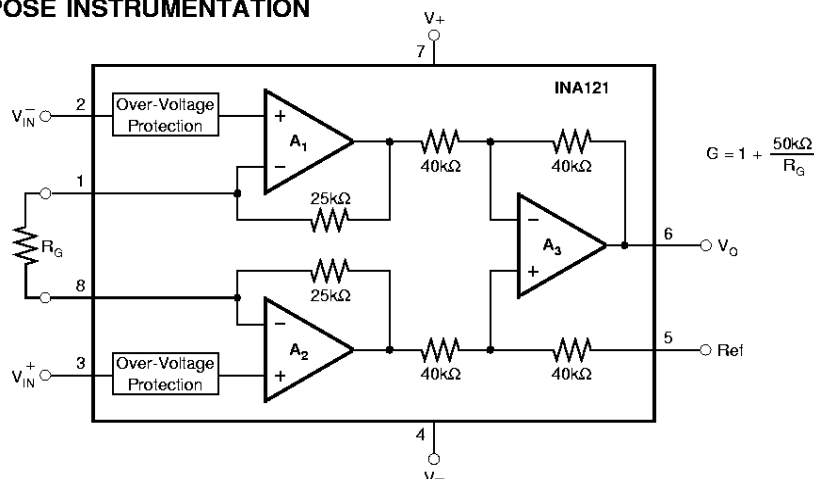 POSE INSTRUMENTATION
V+
7
INA121
2
V−IN
Over-Voltage
Protection
+
A1
−
40kΩ
40kΩ
G = 1 + 50kΩ
RG
1
25kΩ
RG
−
A3
+
6
VO
8
25kΩ
−
A2
+
5
Ref
3
V+IN
Over-Voltage
Protection
40kΩ
40kΩ
4
V−